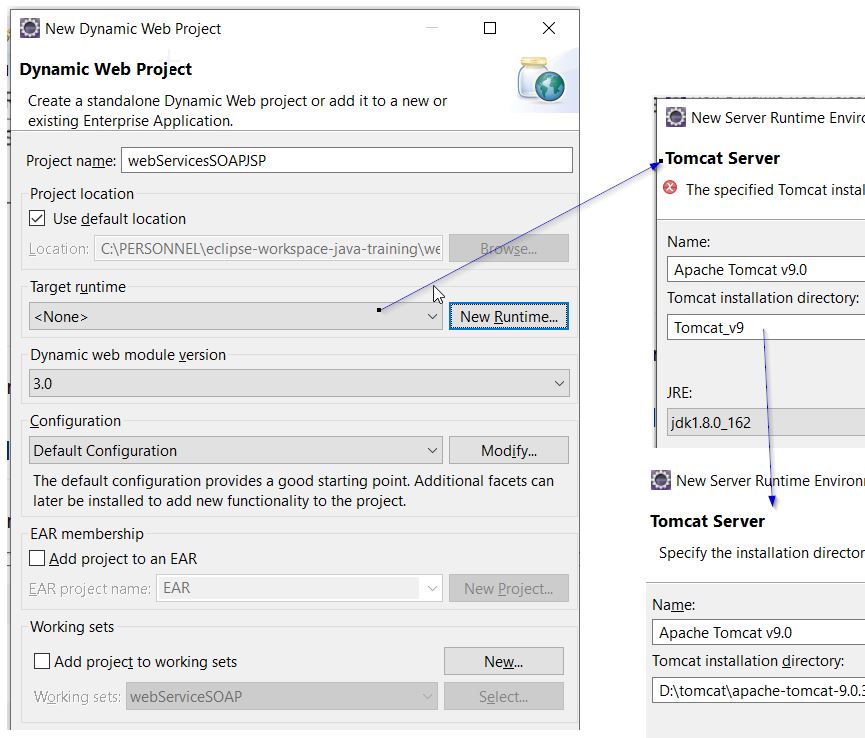 New Dynamic Web Project
Dynamic Web Project
Create a standalone Dynamic Web project or add it to a new or
existing Enterprise Application.
Project name: webServicesSOAPJSP
Project location
Use default location
Location: C:\PERSONNEL\eclipse-workspace-java-training\we Browse...
Target runtime
<None> New Runtime...
Dynamic web module version
3.0
Configuration
Default Configuration Modify...
The default configuration provides a good starting point. Additional facets can
later be installed to add new functionality to the project.
EAR membership
Add project to an EAR
EAR project name: EAR New Project...
Working sets
Add project to working sets New...
Working sets: webServiceSOAP Select...
New Server Runtime Enviro
Tomcat Server
The specified Tomcat instal
Name:
Apache Tomcat v9.0
Tomcat installation directory:
Tomcat_v9
JRE:
jdk1.8.0_162
New Server Runtime Environ
Tomcat Server
Specify the installation director
Name:
Apache Tomcat v9.0
Tomcat installation directory:
D:\tomcat\apache-tomcat-9.0.3